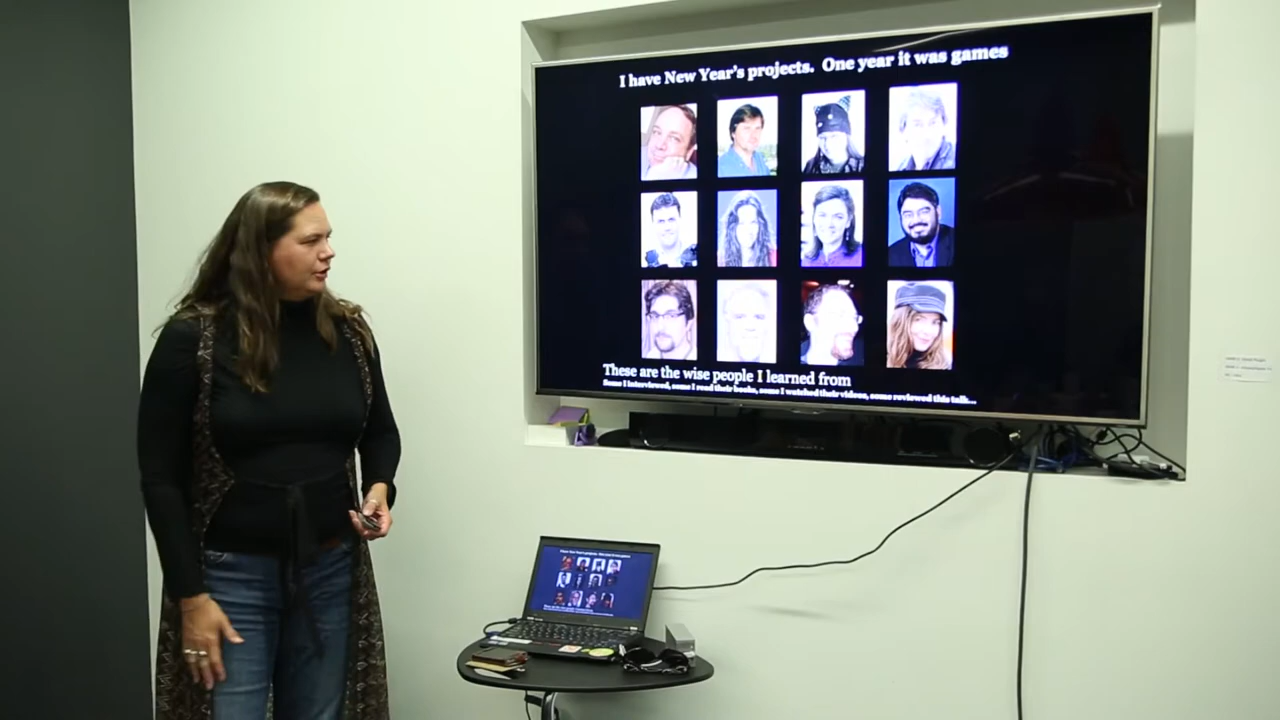 I have New Year's projects. One year it was games
These are the wise people I learned from
Some I interviewed, some I read their books, some I watched their videos, some reviewed this talk...